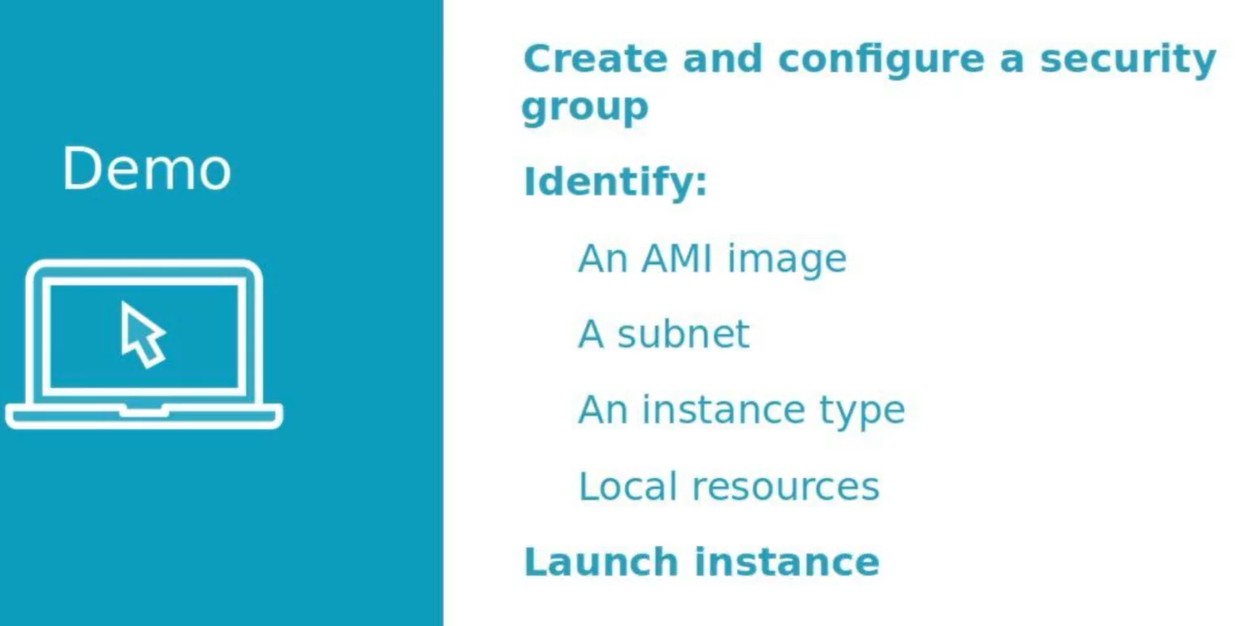 Demo
Create and configure a security
group
Identify:
An AMI image
A subnet
An instance type
Local resources
Launch instance